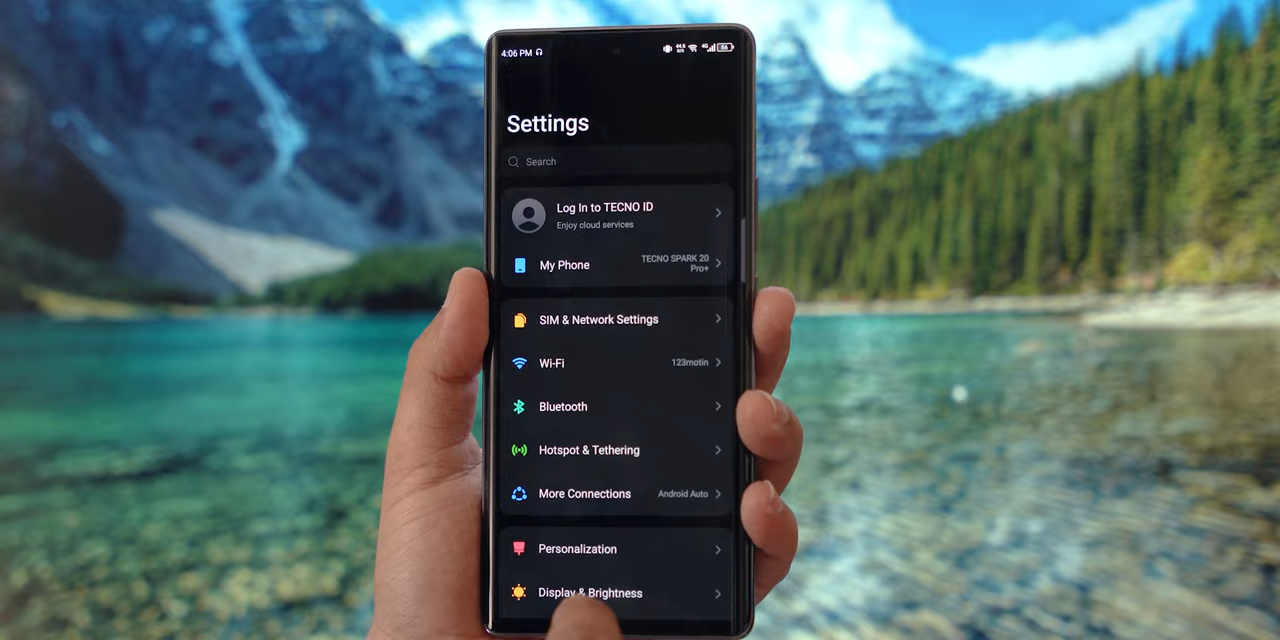 4:06 PM
56
Settings
Search
Log In to TECNO ID
Enjoy cloud services
My Phone
TECNO SPARK 20
Pro+
SIM & Network Settings
Wi-Fi
123motin
Bluetooth
Hotspot & Tethering
More Connections
Android Auto
Personalization
Display & Brightness